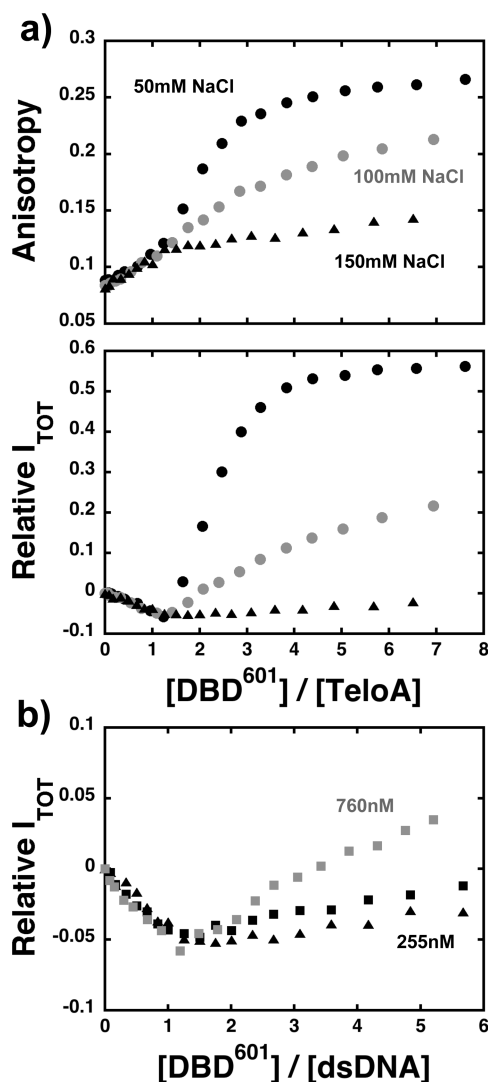 a)
0.3
0.25
0.2
0.15
0.1
0.05
Anisotropy
50mM NaCl
100mM NaCl
150mM NaCl
0.6
0.5
0.4
0.3
0.2
0.1
0
-0.1
Relative I_TOT
0 1 2 3 4 5 6 7 8
[DBD^601] / [TeloA]
b)
0.1
0.05
0
-0.05
-0.1
Relative I_TOT
760nM
255nM
0 1 2 3 4 5 6
[DBD^601] / [dsDNA]